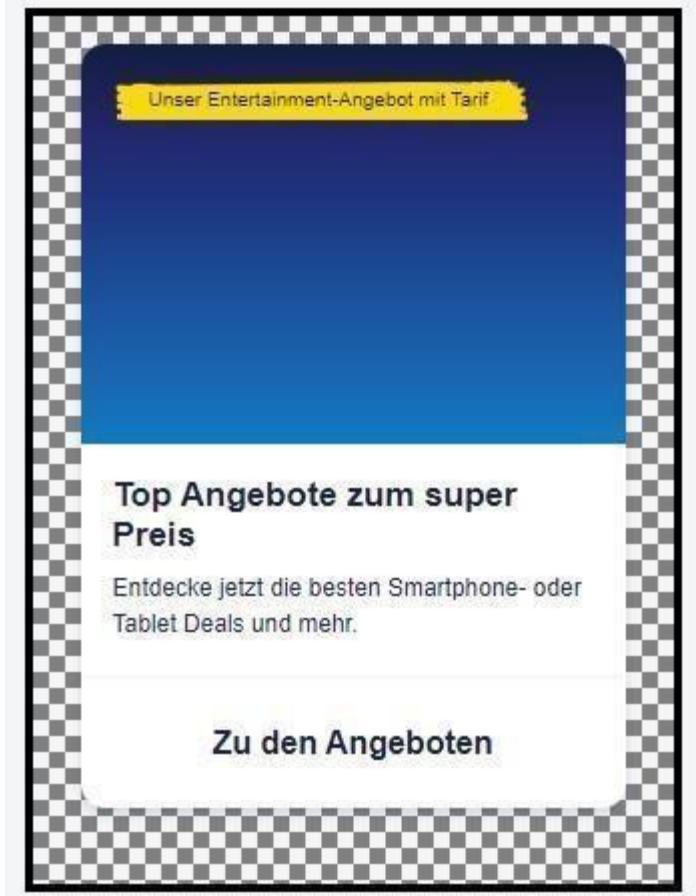 Unser Entertainment-Angebot mit Tarif
Top Angebote zum super
Preis
Entdecke jetzt die besten Smartphone- oder
Tablet Deals und mehr.
Zu den Angeboten